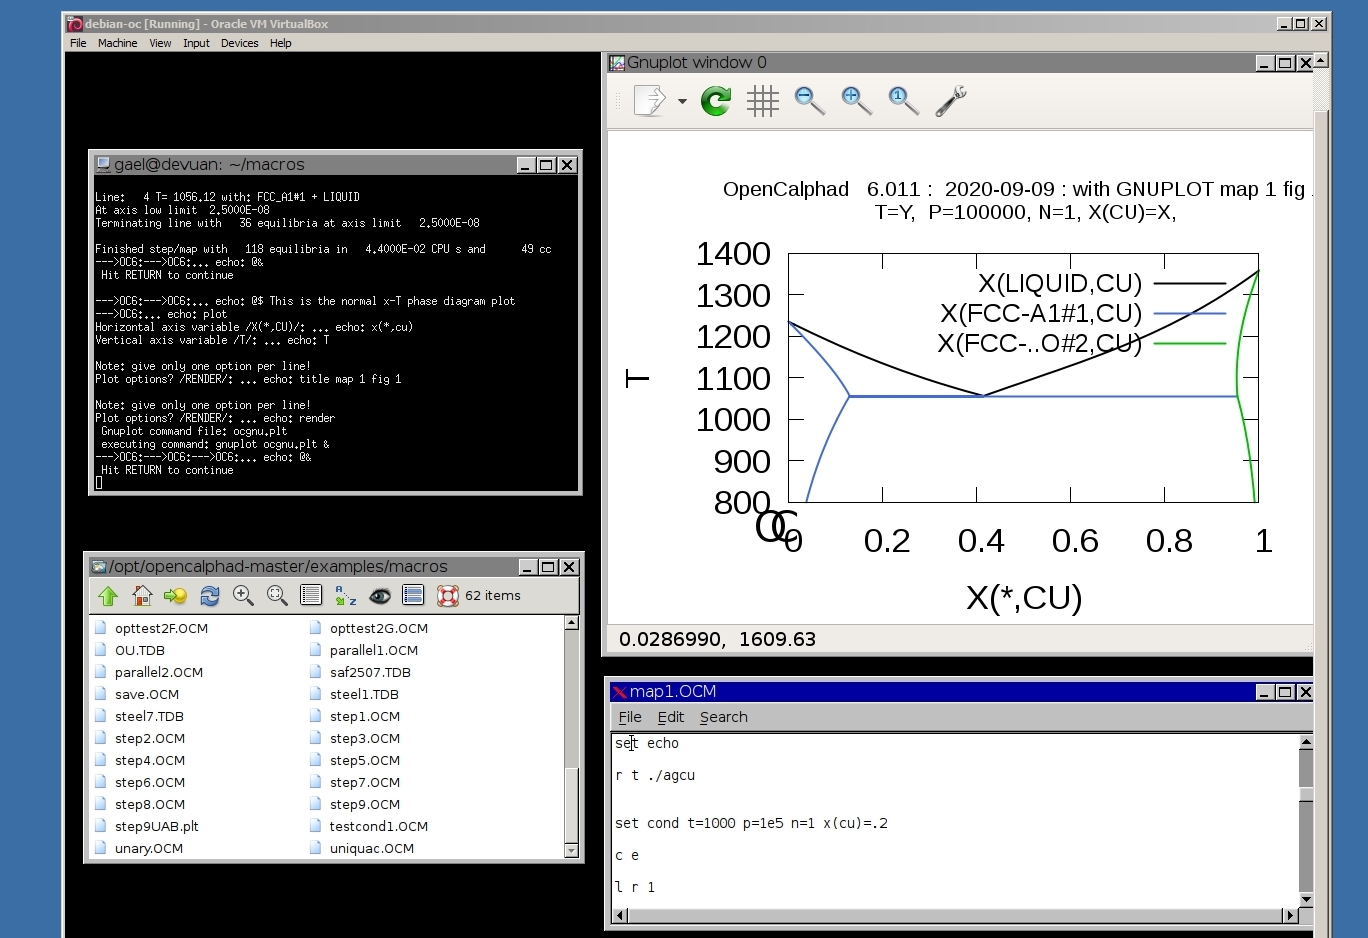 debian-oc [Running] - Oracle VM VirtualBox
File Machine View Input Devices Help
gael@devuan: ~/macros
Line: 4 T= 1056.12 with: FCC_A1#1 + LIQUID
At axis low limit 2.5000E-08
Terminating line with 36 equilibria at axis limit 2.5000E-08
Finished step/map with 118 equilibria in 4.4000E-02 CPU s and 49 cc
--->OC6:--->OC6:... echo: @&
Hit RETURN to continue
--->OC6:--->OC6:... echo: @$ This is the normal x-T phase diagram plot
--->OC6:--->OC6:... echo: plot
Horizontal axis variable /X(*,CU)/: ... echo: x(*,cu)
Vertical axis variable /T/: ... echo: T
Note: give only one option per line!
Plot options? /RENDER/: ... echo: title map 1 fig 1
Note: give only one option per line!
Plot options? /RENDER/: ... echo: render
Gnuplot command file: ocgnu.plt
executing command: gnuplot ocgnu.plt &
--->OC6:--->OC6:--->OC6:... echo: @&
Hit RETURN to continue
/opt/opencalphad-master/examples/macros
A Z
62 items
opttest2F.OCM opttest2G.OCM
OU.TDB parallel1.OCM
parallel2.OCM saf2507.TDB
save.OCM steel1.TDB
steel7.TDB step1.OCM
step2.OCM step3.OCM
step4.OCM step5.OCM
step6.OCM step7.OCM
step8.OCM step9.OCM
step9UAB.plt testcond1.OCM
unary.OCM uniquac.OCM
Gnuplot window 0
1
OpenCalphad 6.011 : 2020-09-09 : with GNUPLOT map 1 fig
T=Y, P=100000, N=1, X(CU)=X,
1400
1300
1200
1100
1000
900
800
T
X(LIQUID,CU)
X(FCC-A1#1,CU)
X(FCC-..O#2,CU)
OC
0 0.2 0.4 0.6 0.8 1
X(*,CU)
0.0286990, 1609.63
map1.OCM
File Edit Search
set echo
r t ./agcu
set cond t=1000 p=1e5 n=1 x(cu)=.2
c e
l r 1